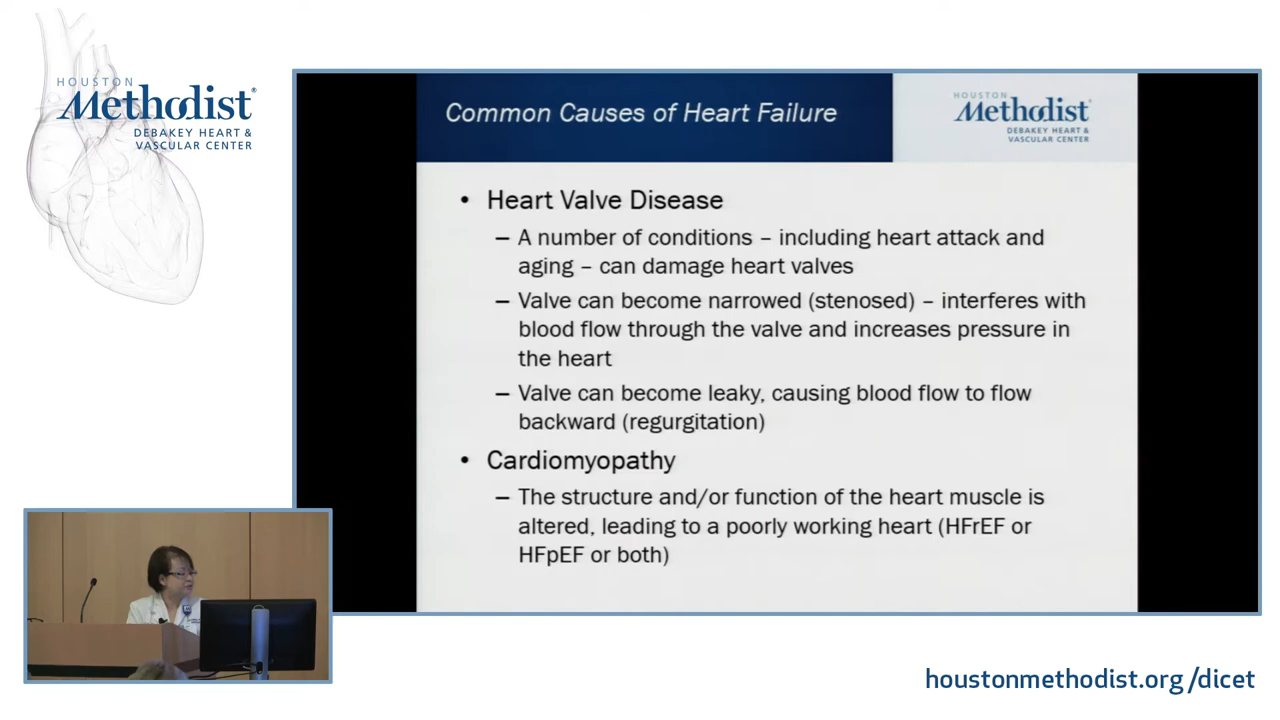 HOUSTON
Methodist®
DEBAKEY HEART &
VASCULAR CENTER
Common Causes of Heart Failure
HOUSTON
Methodist
DEBAKEY HEART &
VASCULAR CENTER
• Heart Valve Disease
– A number of conditions – including heart attack and
aging – can damage heart valves
– Valve can become narrowed (stenosed) – interferes with
blood flow through the valve and increases pressure in
the heart
– Valve can become leaky, causing blood flow to flow
backward (regurgitation)
• Cardiomyopathy
– The structure and/or function of the heart muscle is
altered, leading to a poorly working heart (HFrEF or
HFpEF or both)
houstonmethodist.org/dicet